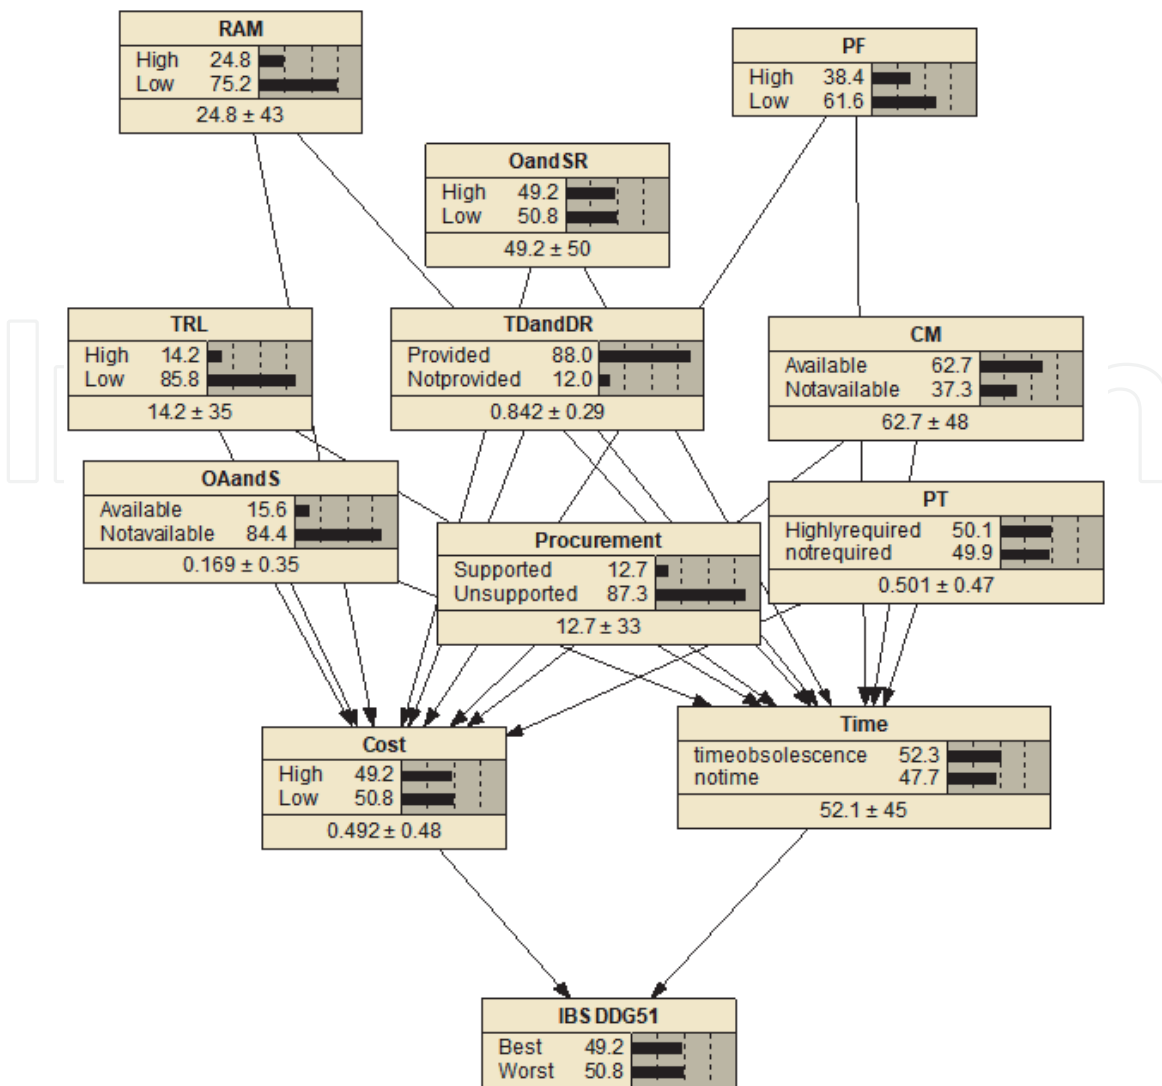 RAM
High 24.8
Low 75.2
24.8 ± 43
PF
High 38.4
Low 61.6
OandSR
High 49.2
Low 50.8
49.2 ± 50
TRL
High 14.2
Low 85.8
14.2 ± 35
TDandDR
Provided 88.0
Notprovided 12.0
0.842 ± 0.29
CM
Available 62.7
Notavailable 37.3
62.7 ± 48
OAandS
Available 15.6
Notavailable 84.4
0.169 ± 0.35
Procurement
Supported 12.7
Unsupported 87.3
12.7 ± 33
PT
Highlyrequired 50.1
notrequired 49.9
0.501 ± 0.47
Cost
High 49.2
Low 50.8
0.492 ± 0.48
Time
timeobsolescence 52.3
notime 47.7
52.1 ± 45
IBS DDG51
Best 49.2
Worst 50.8